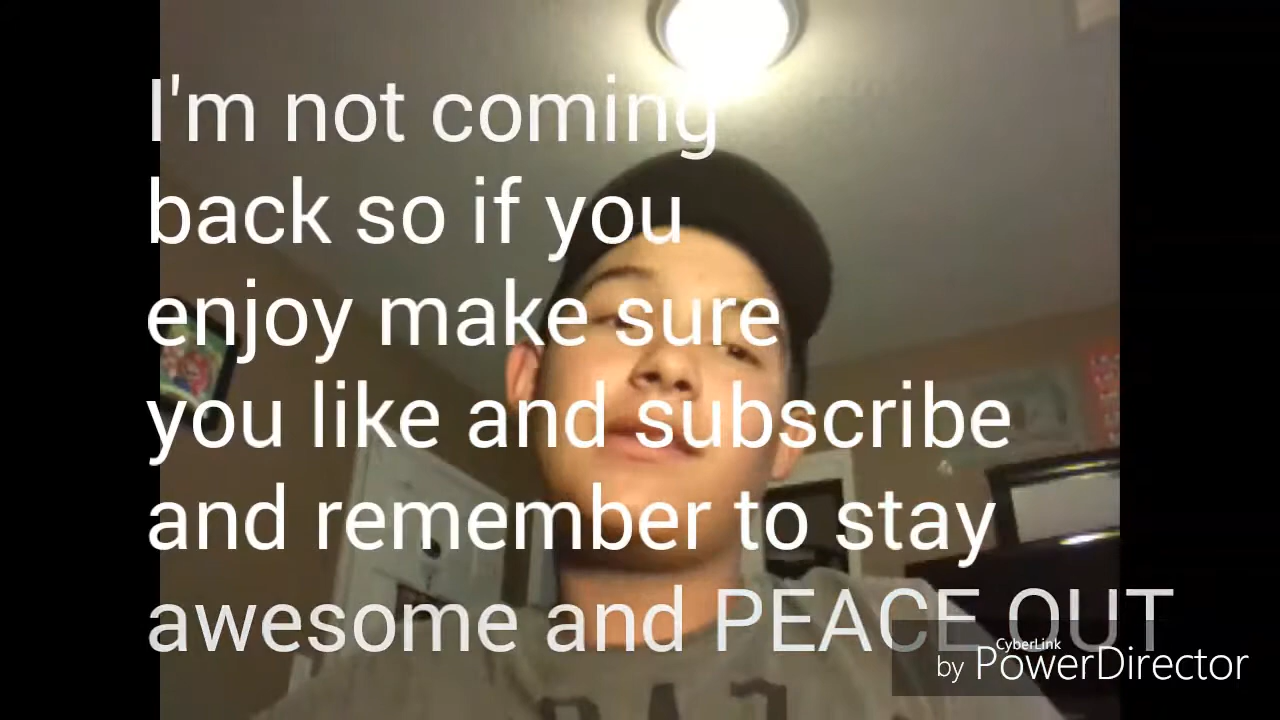 I'm not coming
back so if you
enjoy make sure
you like and subscribe
and remember to stay
awesome and PEACE OUT
CyberLink
by PowerDirector